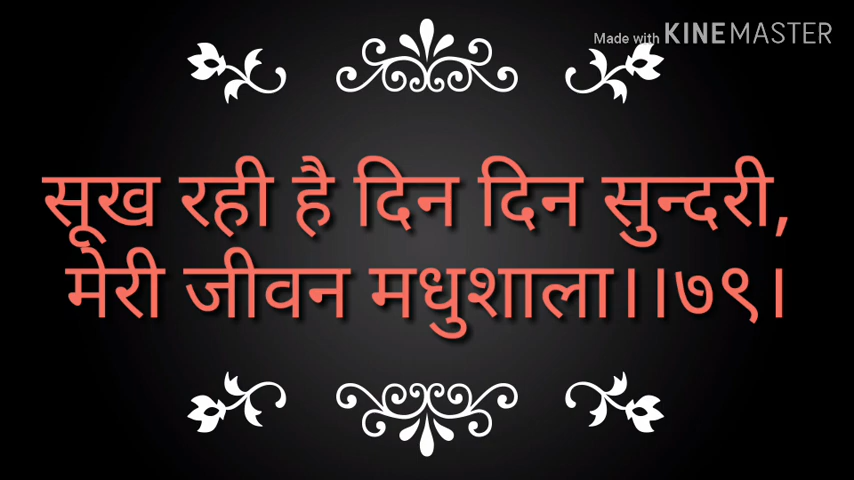 Made with KINEMASTER
सूख रही है दिन दिन सुन्दरी,
मेरी जीवन मधुशाला।।७९।